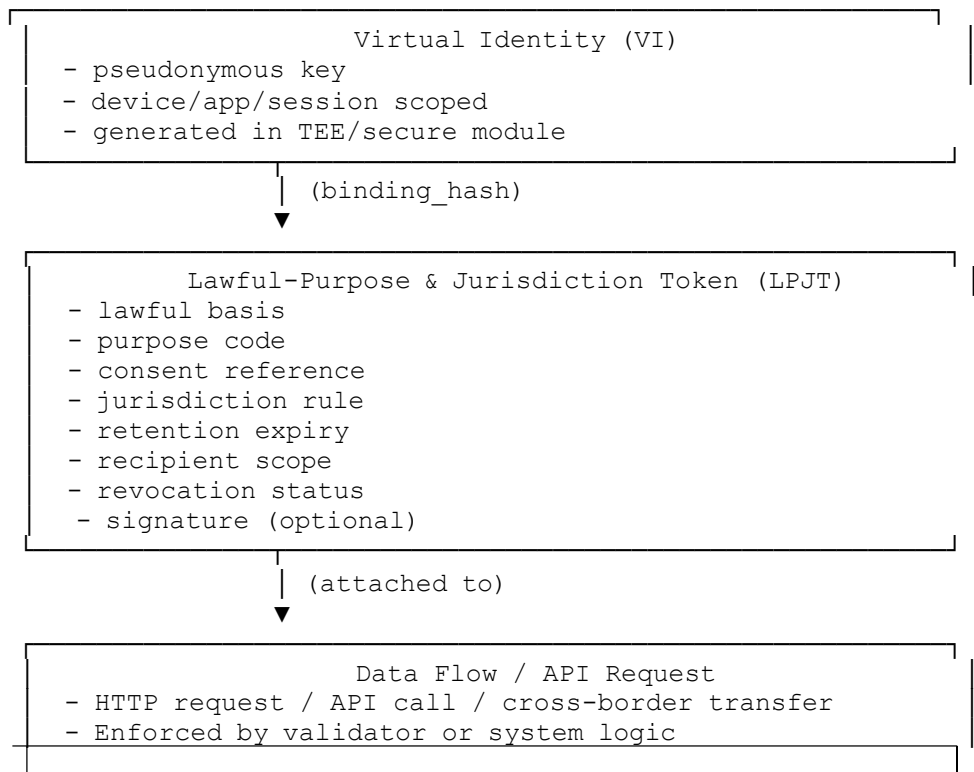 Virtual Identity (VI)
- pseudonymous key
- device/app/session scoped
- generated in TEE/secure module
(binding_hash)
Lawful-Purpose & Jurisdiction Token (LPJT)
- lawful basis
- purpose code
- consent reference
- jurisdiction rule
- retention expiry
- recipient scope
- revocation status
- signature (optional)
(attached to)
Data Flow / API Request
- HTTP request / API call / cross-border transfer
- Enforced by validator or system logic